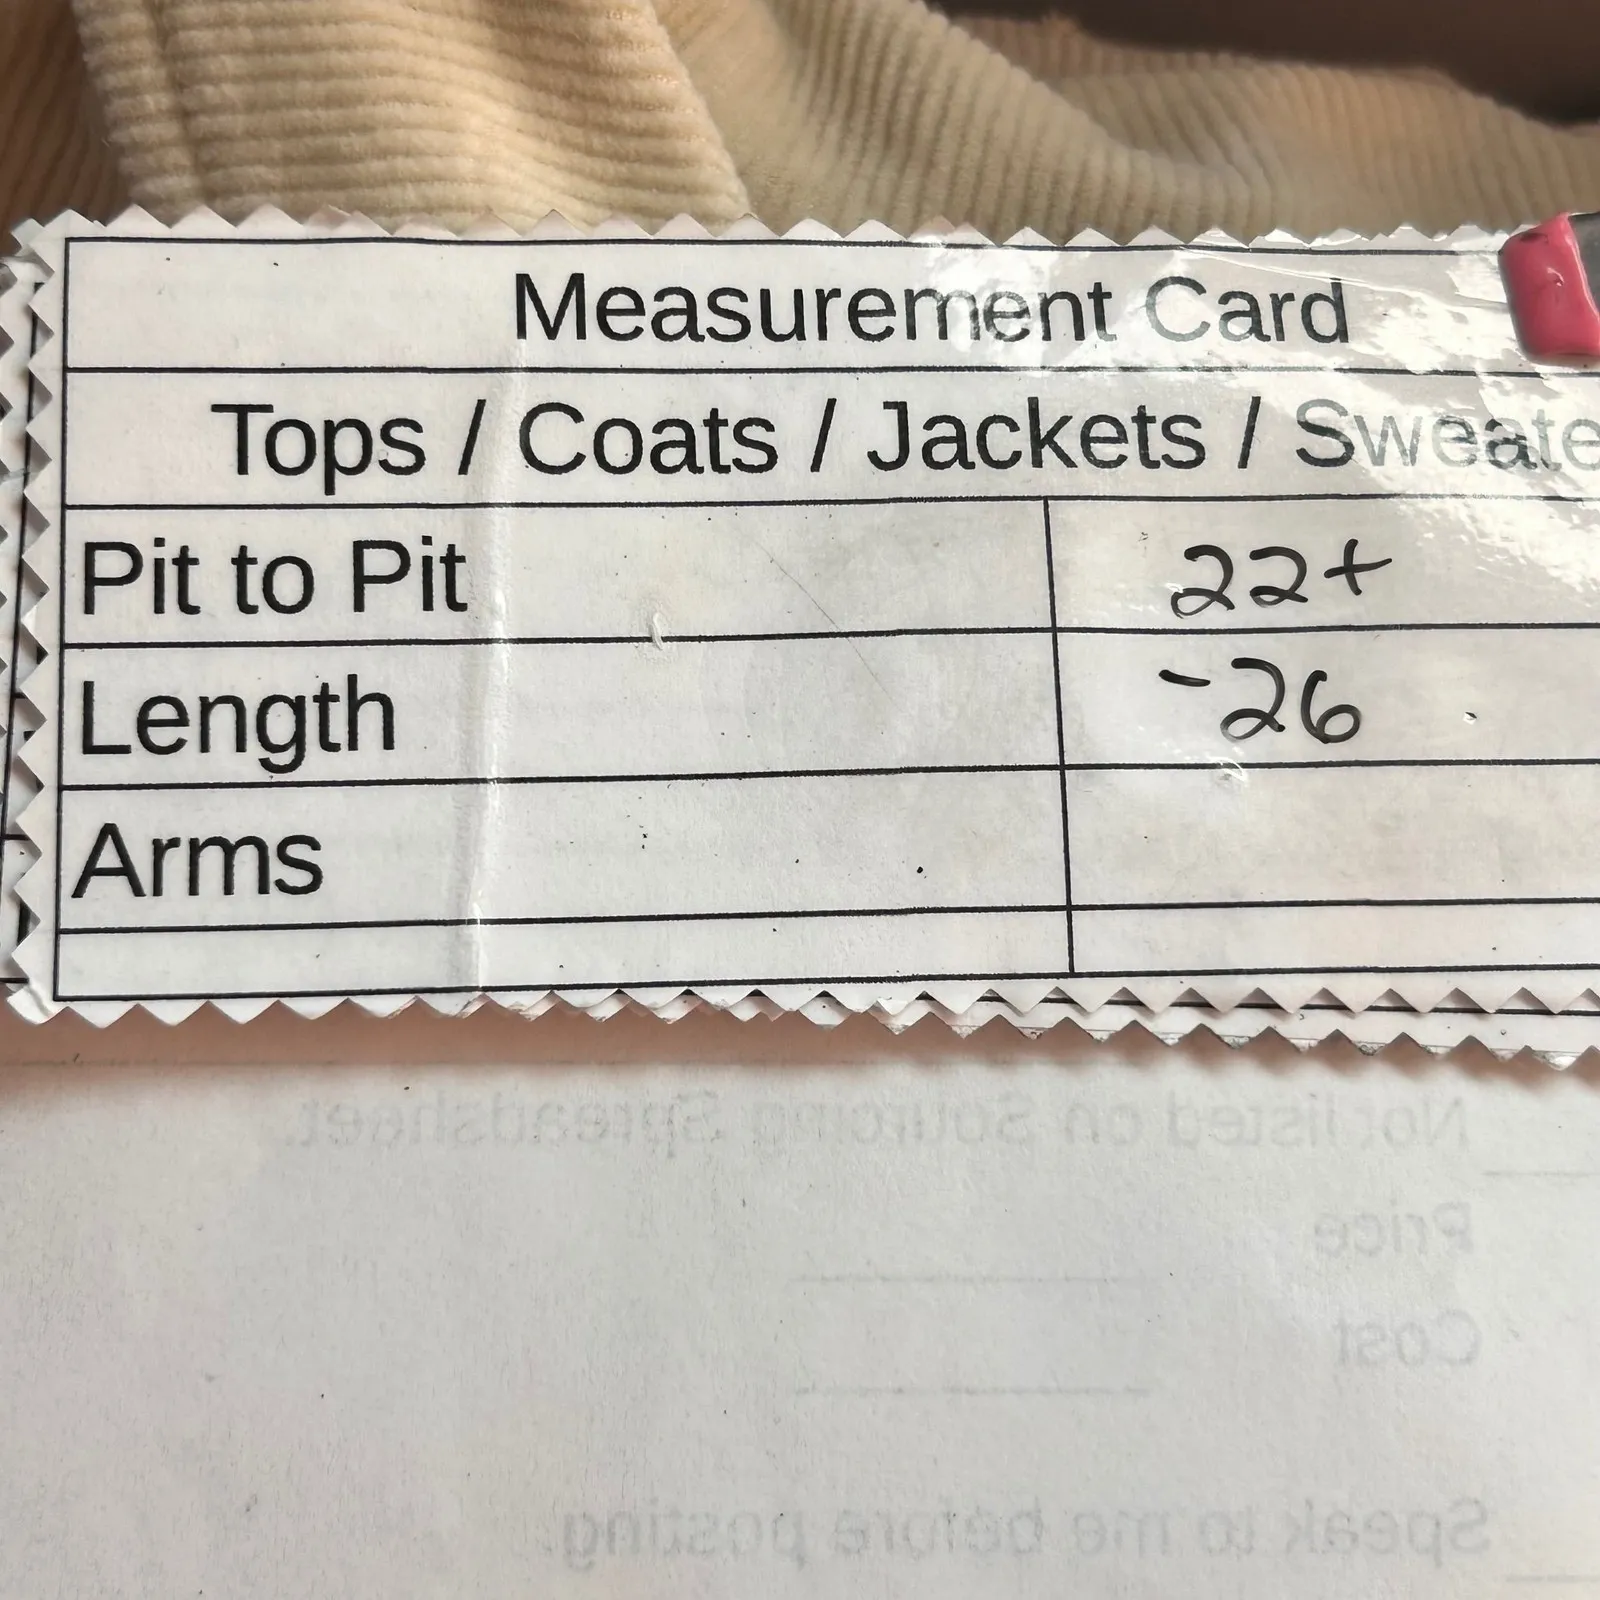 Measurement Card
Tops / Coats / Jackets / Sweate
Pit to Pit 22+
Length -26
Arms
Not listed on Sourcing Spreadsheet.
Price
Cost
Speak to me before posting.